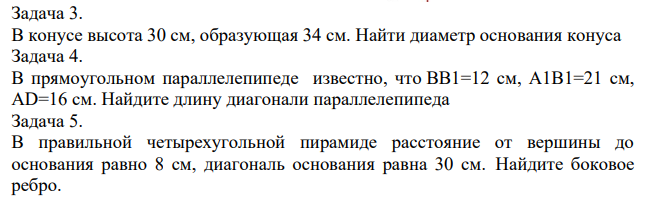 Задача 3.
В конусе высота 30 см, образующая 34 см. Найти диаметр основания конуса
Задача 4.
В прямоугольном параллелепипеде известно, что BB1=12 см, A1B1=21 см,
AD=16 см. Найдите длину диагонали параллелепипеда
Задача 5.
В правильной четырехугольной пирамиде расстояние от вершины до
основания равно 8 см, диагональ основания равна 30 см. Найдите боковое
ребро.